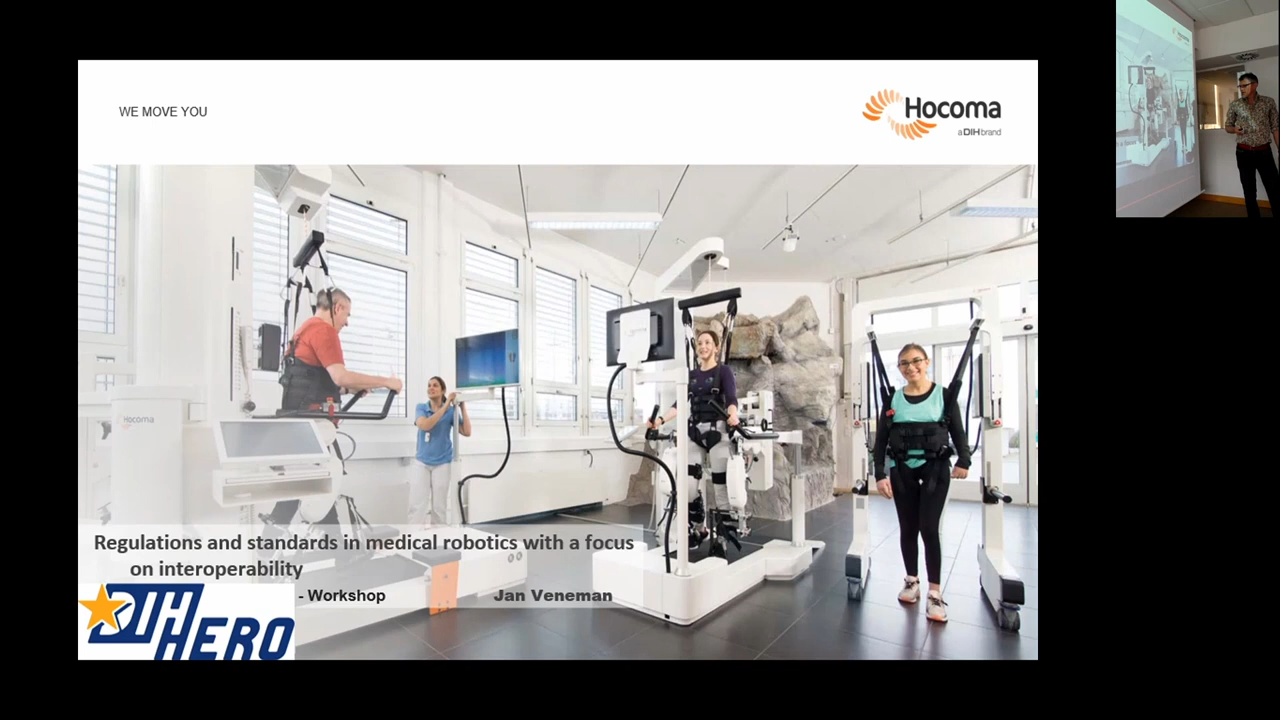 WE MOVE YOU
Hocoma
a DIH brand
Hocoma
Regulations and standards in medical robotics with a focus
on interoperability
- Workshop Jan Veneman
DIH
HERO